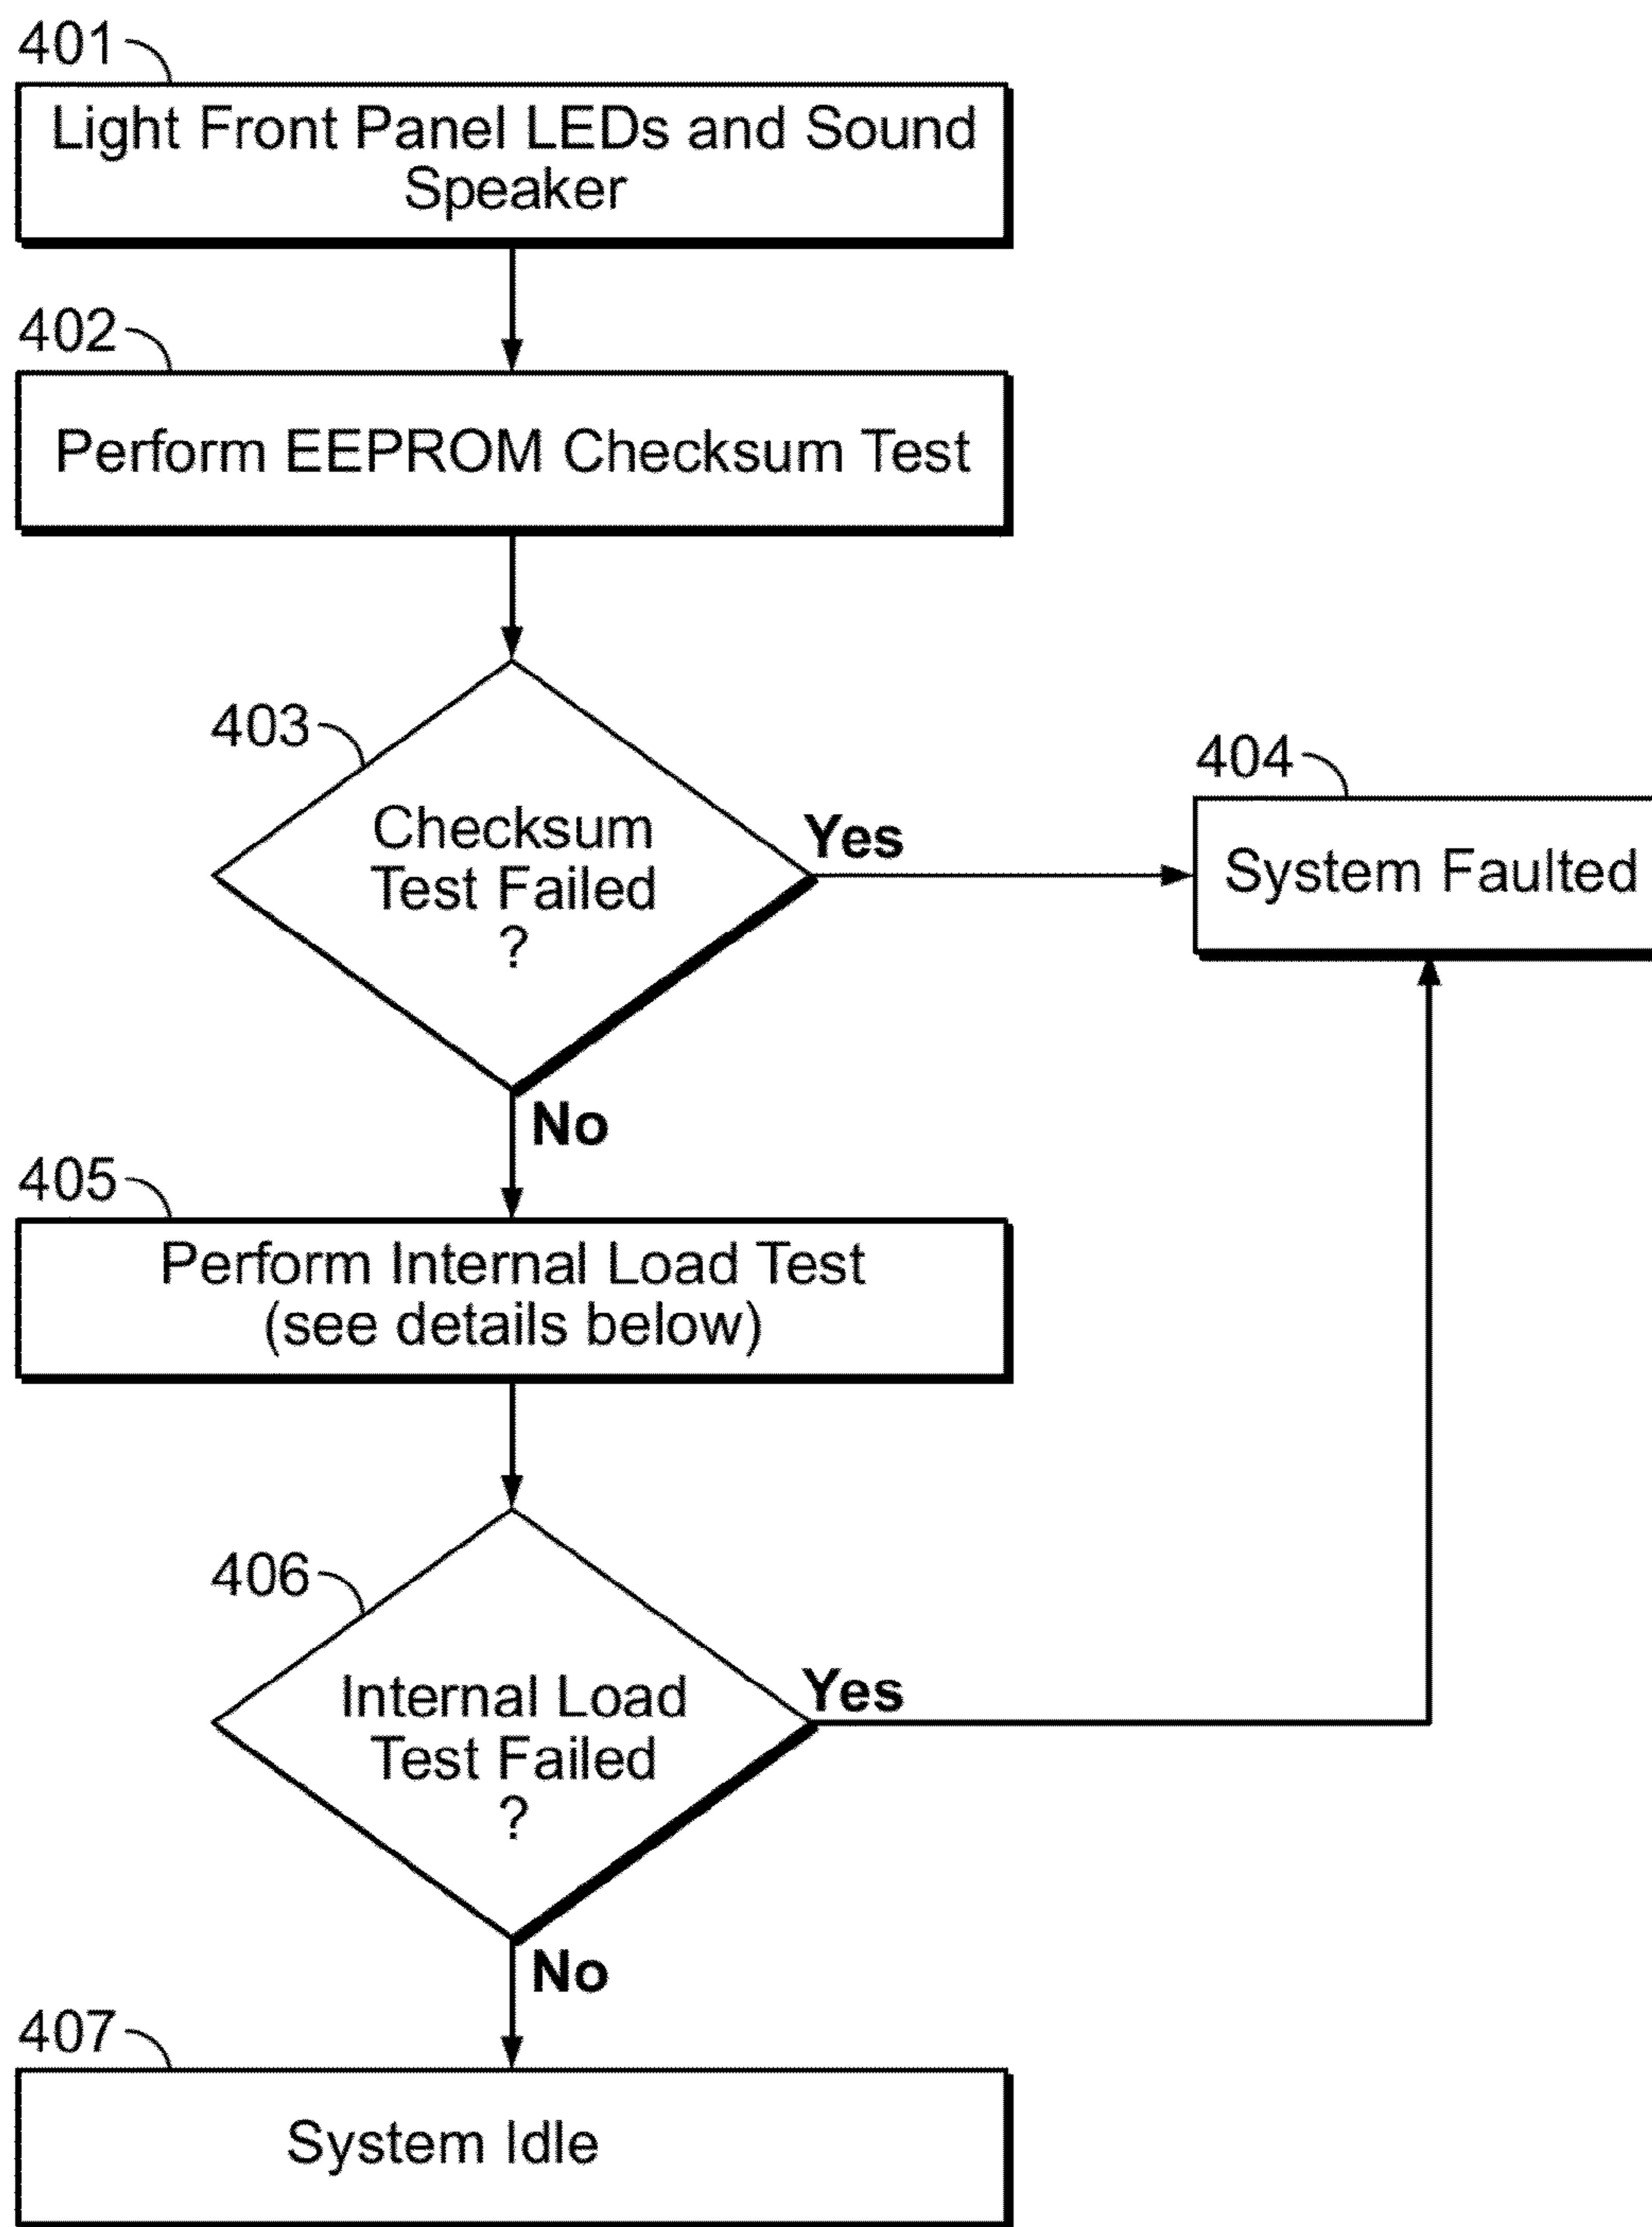 401
Light Front Panel LEDs and Sound
Speaker
402
Perform EEPROM Checksum Test
403
Checksum
Test Failed
?
Yes
404
System Faulted
No
405
Perform Internal Load Test
(see details below)
406
Internal Load
Test Failed
?
Yes
No
407
System Idle